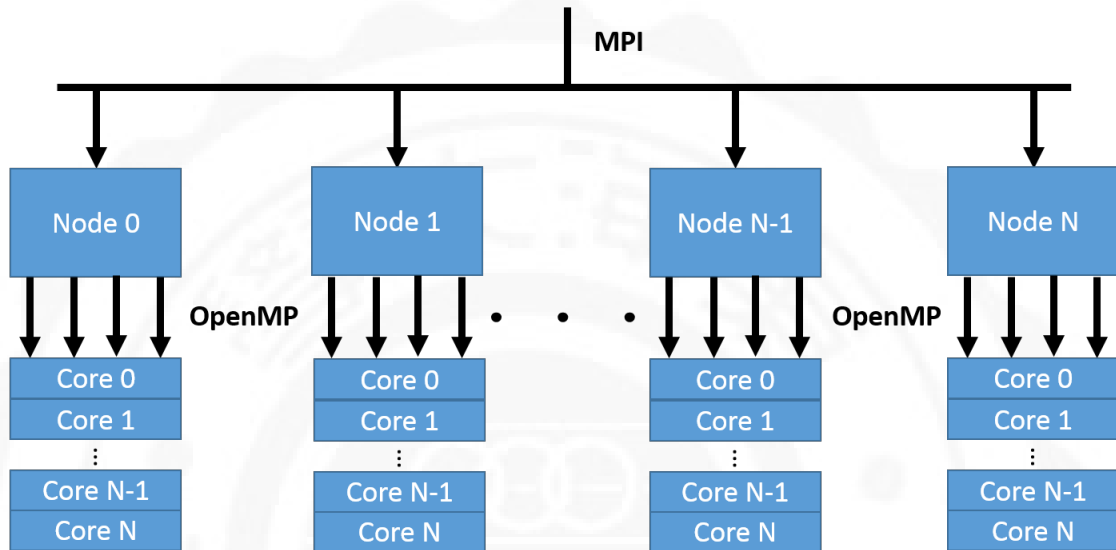 MPI
Node 0
Node 1
Node N-1
Node N
OpenMP
• • •
OpenMP
Core 0
Core 0
Core 0
Core 0
Core 1
Core 1
Core 1
Core 1
⋮
⋮
⋮
⋮
Core N-1
Core N-1
Core N-1
Core N-1
Core N
Core N
Core N
Core N